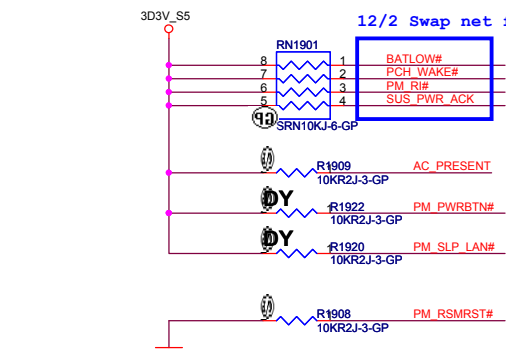 3D3V_S5
12/2 Swap net
RN1901
8 1 BATLOW#
7 2 PCH_WAKE#
6 3 PM_RI#
5 4 SUS_PWR_ACK
SRN10KJ-6-GP
R1909 AC_PRESENT
10KR2J-3-GP
DY
1 R1922 PM_PWRBTN#
10KR2J-3-GP
DY
1 R1920 PM_SLP_LAN#
10KR2J-3-GP
R1908 PM_RSMRST#
10KR2J-3-GP